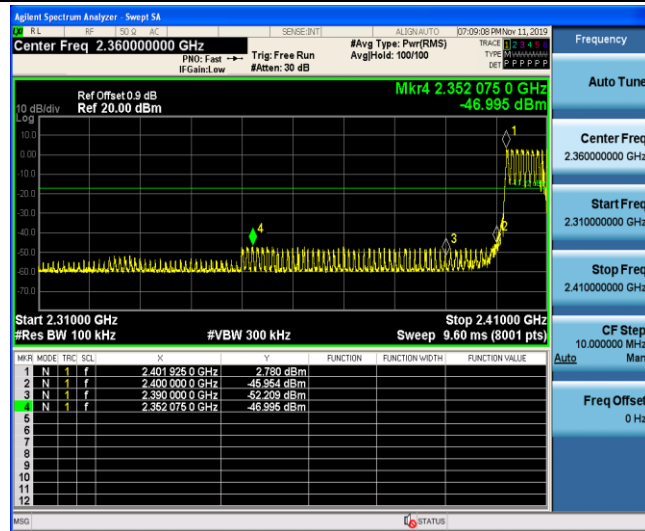 Agilent Spectrum Analyzer - Swept SA
RL RF 50 Ω AC SENSE:INT ALIGNAUTO 07:09:08 PM Nov 11, 2019
Center Freq 2.360000000 GHz #Avg Type: Pwr(RMS) TRACE 1 2 3 4 5 6
PNO: Fast Trig: Free Run Avg|Hold: 100/100 TYPE M
IFGain:Low #Atten: 30 dB DET P P P P P P
Mkr4 2.352 075 0 GHz
Ref Offset 0.9 dB
10 dB/div Ref 20.00 dBm -46.995 dBm
Log
10.0
0.00
-10.0
-20.0
-30.0
-40.0
-50.0
-60.0
-70.0
1
2
3
4
Start 2.31000 GHz Stop 2.41000 GHz
#Res BW 100 kHz #VBW 300 kHz Sweep 9.60 ms (8001 pts)
MKR MODE TRC SCL X Y FUNCTION FUNCTION WIDTH FUNCTION VALUE
1 N 1 f 2.401 925 0 GHz 2.780 dBm
2 N 1 f 2.400 000 0 GHz -45.954 dBm
3 N 1 f 2.390 000 0 GHz -52.209 dBm
4 N 1 f 2.352 075 0 GHz -46.995 dBm
5
6
7
8
9
10
11
12
MSG STATUS
Frequency
Auto Tune
Center Freq
2.360000000 GHz
Start Freq
2.310000000 GHz
Stop Freq
2.410000000 GHz
CF Step
10.000000 MHz
Auto Man
Freq Offset
0 Hz